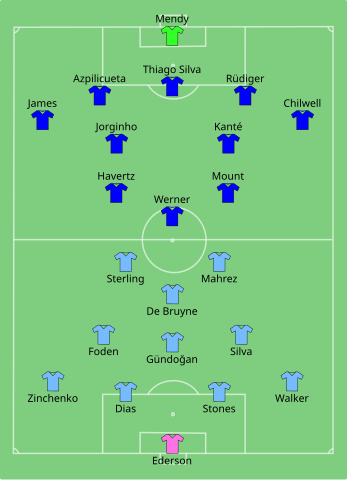 Mendy
Thiago Silva
Azpilicueta
Rüdiger
James
Chilwell
Jorginho
Kanté
Havertz
Mount
Werner
Sterling
Mahrez
De Bruyne
Foden
Gündoğan
Silva
Zinchenko
Dias
Stones
Walker
Ederson